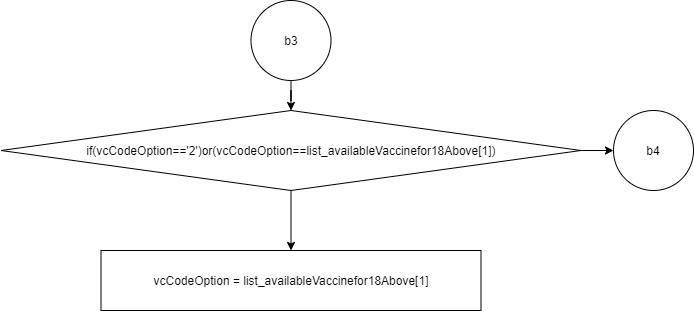 b3
if(vcCodeOption=='2')or(vcCodeOption==list_availableVaccinefor18Above[1])
b4
vcCodeOption = list_availableVaccinefor18Above[1]